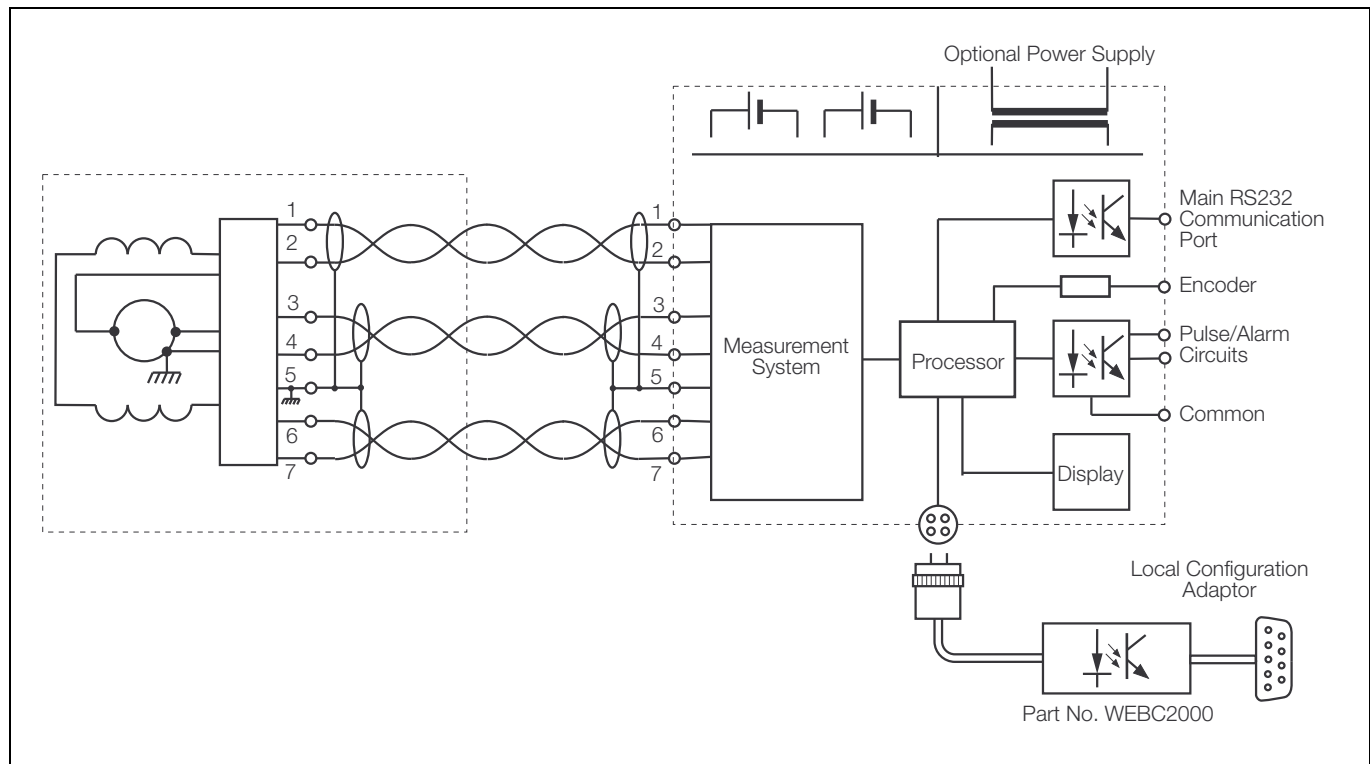 Optional Power Supply
1
2
3
4
5
6
7
1
2
3
4
5
6
7
Measurement
System
Processor
Main RS232
Communication
Port
Encoder
Pulse/Alarm
Circuits
Common
Display
Local Configuration
Adaptor
Part No. WEBC2000